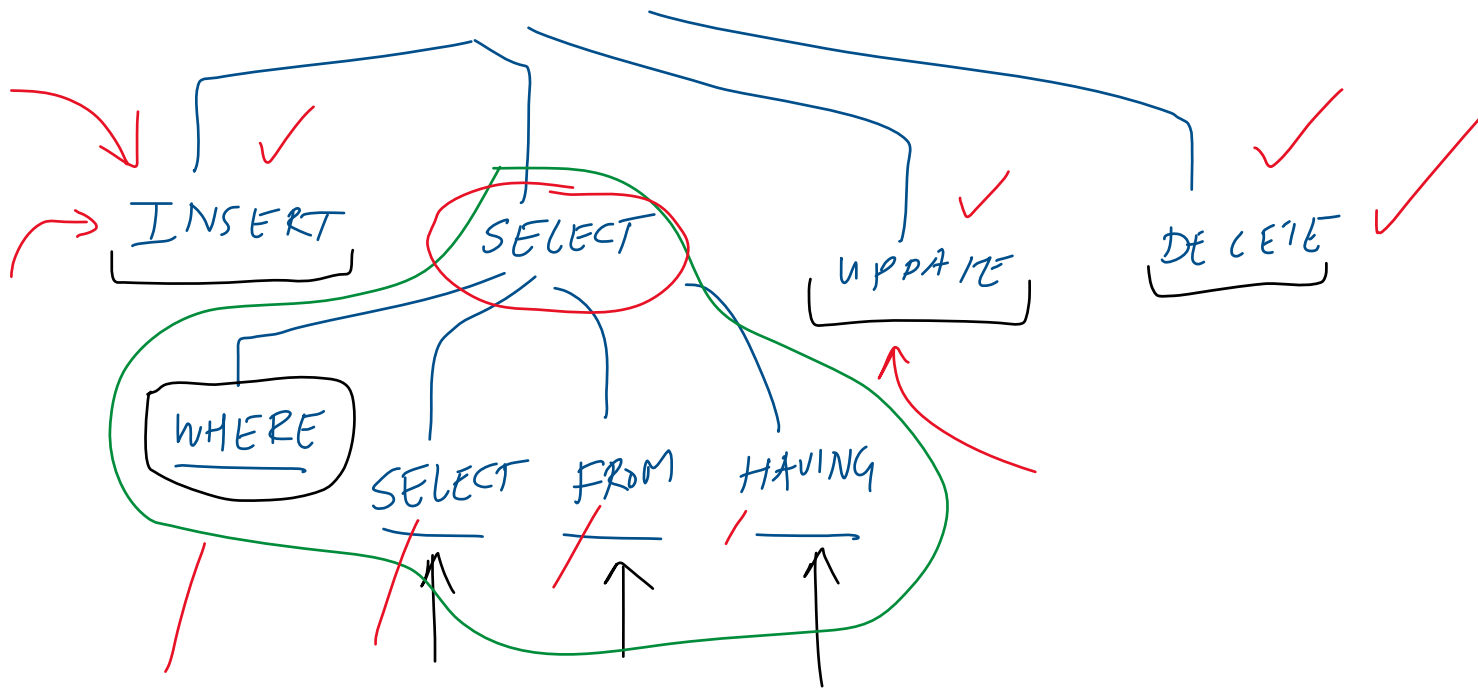 INSERT
SELECT
UPDATE
DELETE
WHERE
SELECT
FROM
HAVING